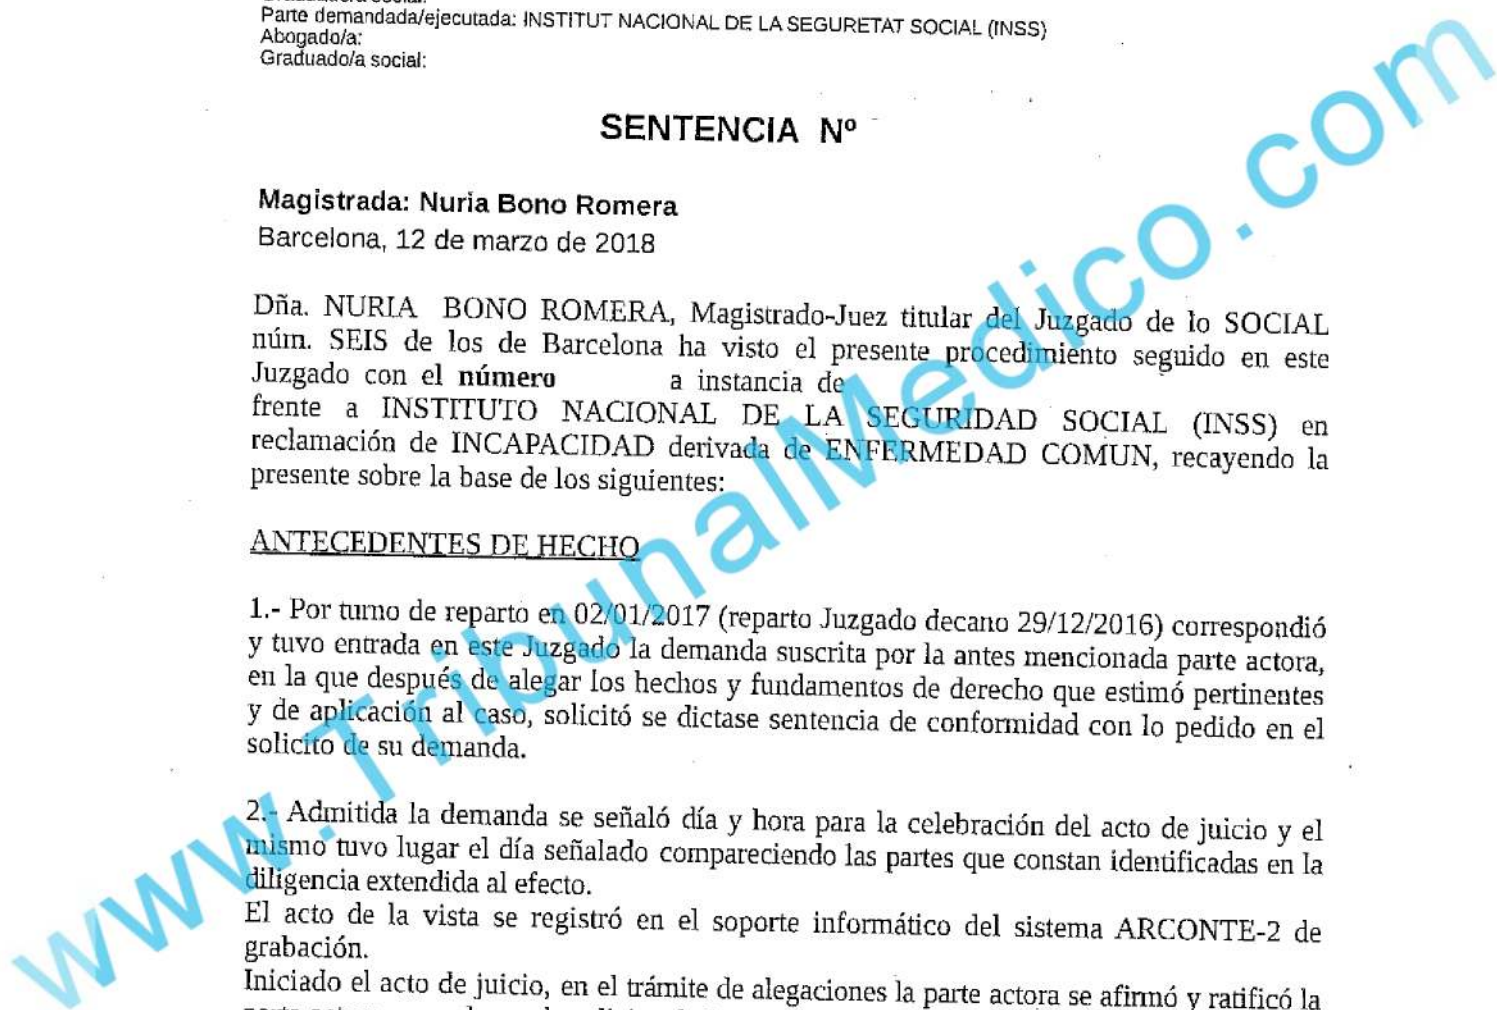 Parte demandada/ejecutada: INSTITUT NACIONAL DE LA SEGURETAT SOCIAL (INSS)
Abogado/a:
Graduado/a social:
SENTENCIA Nº
Magistrada: Nuria Bono Romera
Barcelona, 12 de marzo de 2018
Dña. NURIA BONO ROMERA, Magistrado-Juez titular del Juzgado de lo SOCIAL
núm. SEIS de los de Barcelona ha visto el presente procedimiento seguido en este
Juzgado con el número a instancia de
frente a INSTITUTO NACIONAL DE LA SEGURIDAD SOCIAL (INSS) en
reclamación de INCAPACIDAD derivada de ENFERMEDAD COMUN, recayendo la
presente sobre la base de los siguientes:
ANTECEDENTES DE HECHO
1.- Por turno de reparto en 02/01/2017 (reparto Juzgado decano 29/12/2016) correspondió
y tuvo entrada en este Juzgado la demanda suscrita por la antes mencionada parte actora,
en la que después de alegar los hechos y fundamentos de derecho que estimó pertinentes
y de aplicación al caso, solicitó se dictase sentencia de conformidad con lo pedido en el
solicito de su demanda.
2.- Admitida la demanda se señaló día y hora para la celebración del acto de juicio y el
mismo tuvo lugar el día señalado compareciendo las partes que constan identificadas en la
diligencia extendida al efecto.
El acto de la vista se registró en el soporte informático del sistema ARCONTE-2 de
grabación.
Iniciado el acto de juicio, en el trámite de alegaciones la parte actora se afirmó y ratificó la
www.TribunalMedico.com